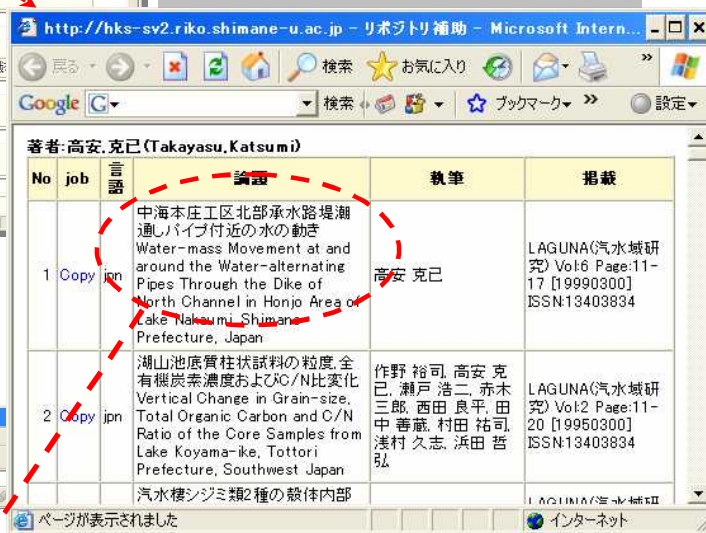 http://hks-sv2.riko.shimane-u.ac.jp - リポジトリ補助 - Microsoft Intern...
戻る
検索
お気に入り
Google
検索
ブックマーク
設定
著者:高安,克己(Takayasu,Katsumi)
No job 言語 論題 執筆 掲載
中海本庄工区北部承水路堤潮
通しパイプ付近の水の動き
Water-mass Movement at and
around the Water-alternating
Pipes Through the Dike of
North Channel in Honjo Area of
Lake Nakaumi, Shimane
Prefecture, Japan
1 Copy jpn
高安 克己
LAGUNA(汽水域研
究) Vol:6 Page:11-
17 [19990300]
ISSN:13403834
湖山池底質柱状試料の粒度,全
有機炭素濃度およびC/N比変化
Vertical Change in Grain-size,
Total Organic Carbon and C/N
Ratio of the Core Samples from
Lake Koyama-ike, Tottori
Prefecture, Southwest Japan
2 Copy jpn
作野 裕司, 高安 克
己, 瀬戸 浩二, 赤木
三郎, 西田 良平, 田
中 善蔵, 村田 祐司,
浅村 久志, 浜田 哲
弘
LAGUNA(汽水域研
究) Vol:2 Page:11-
20 [19950300]
ISSN:13403834
汽水棲シジミ類2種の殻体内部
LAGUNA(汽水域研
ページが表示されました
インターネット